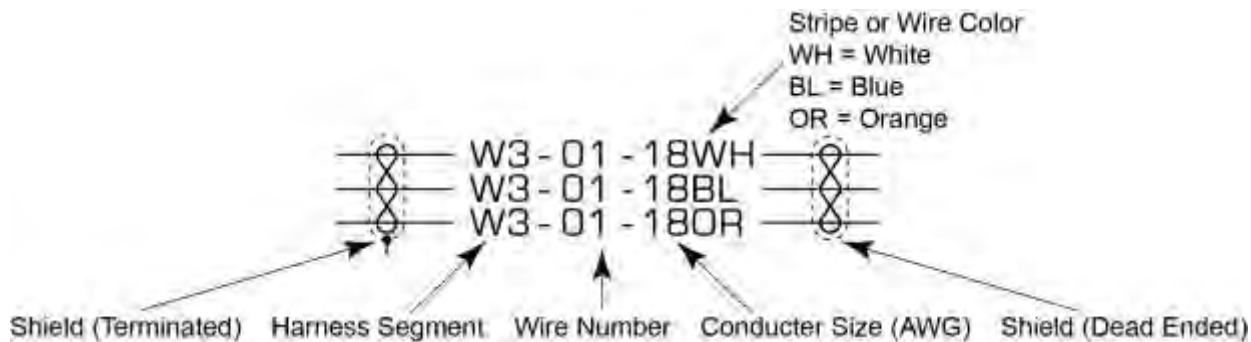 Stripe or Wire Color
WH = White
BL = Blue
OR = Orange
W3-01-18WH
W3-01-18BL
W3-01-18OR
Shield (Terminated)
Harness Segment
Wire Number
Conducter Size (AWG)
Shield (Dead Ended)